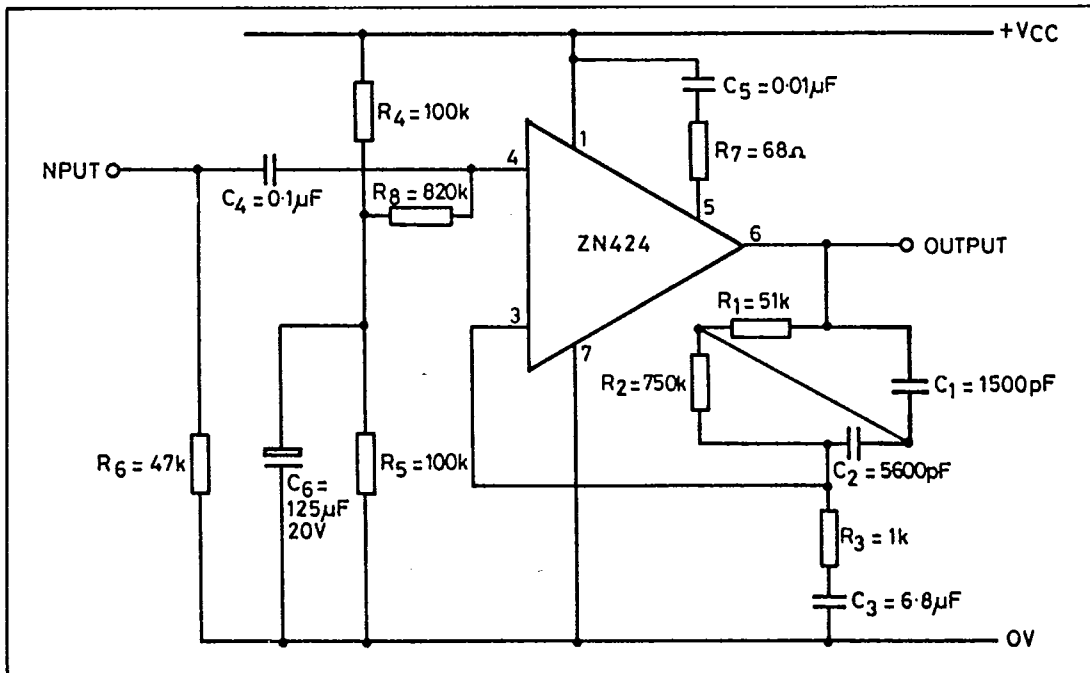 +VCC
C5 = 0·01µF
R4 = 100k
1
R7 = 68Ω
NPUT
4
C4 = 0·1µF
R8 = 820k
5
ZN424
6
OUTPUT
R1 = 51k
3
7
R2 = 750k
C1 = 1500pF
R6 = 47k
C6 =
125µF
20V
R5 = 100k
C2 = 5600pF
R3 = 1k
C3 = 6·8µF
0V